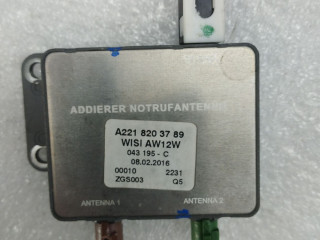 ADDIERER NOTRUFANTENNE
A221 820 37 89
WISI AW12W
043 195 - C
08.02.2016
00010 2231
ZGS003 Q5
ANTENNA 1 ANTENNA 2